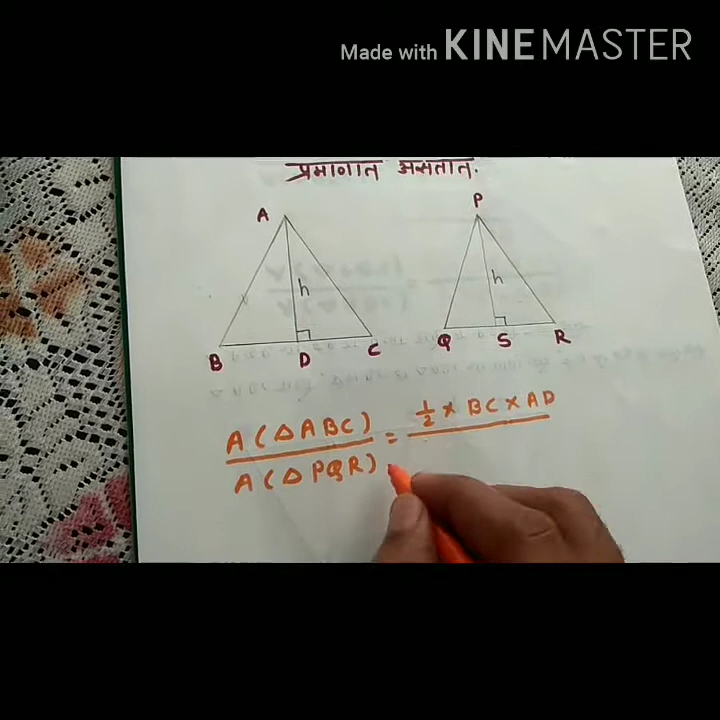 Made with KINEMASTER
प्रमाणात असतात.
A P
h h
B D C Q S R
A ( Δ ABC ) = 1/2 × BC × AD
A ( Δ PQR )